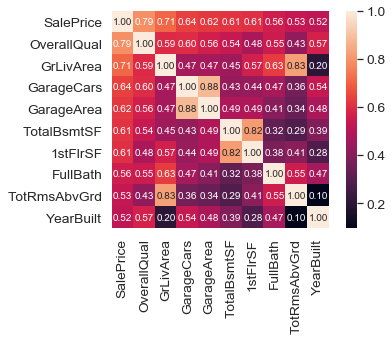 SalePrice 1.00 0.79 0.71 0.64 0.62 0.61 0.61 0.56 0.53 0.52
OverallQual 0.79 1.00 0.59 0.60 0.56 0.54 0.48 0.55 0.43 0.57
GrLivArea 0.71 0.59 1.00 0.47 0.47 0.45 0.57 0.63 0.83 0.20
GarageCars 0.64 0.60 0.47 1.00 0.88 0.43 0.44 0.47 0.36 0.54
GarageArea 0.62 0.56 0.47 0.88 1.00 0.49 0.49 0.41 0.34 0.48
TotalBsmtSF 0.61 0.54 0.45 0.43 0.49 1.00 0.82 0.32 0.29 0.39
1stFlrSF 0.61 0.48 0.57 0.44 0.49 0.82 1.00 0.38 0.41 0.28
FullBath 0.56 0.55 0.63 0.47 0.41 0.32 0.38 1.00 0.55 0.47
TotRmsAbvGrd 0.53 0.43 0.83 0.36 0.34 0.29 0.41 0.55 1.00 0.10
YearBuilt 0.52 0.57 0.20 0.54 0.48 0.39 0.28 0.47 0.10 1.00
SalePrice
OverallQual
GrLivArea
GarageCars
GarageArea
TotalBsmtSF
1stFlrSF
FullBath
TotRmsAbvGrd
YearBuilt
1.0
0.8
0.6
0.4
0.2